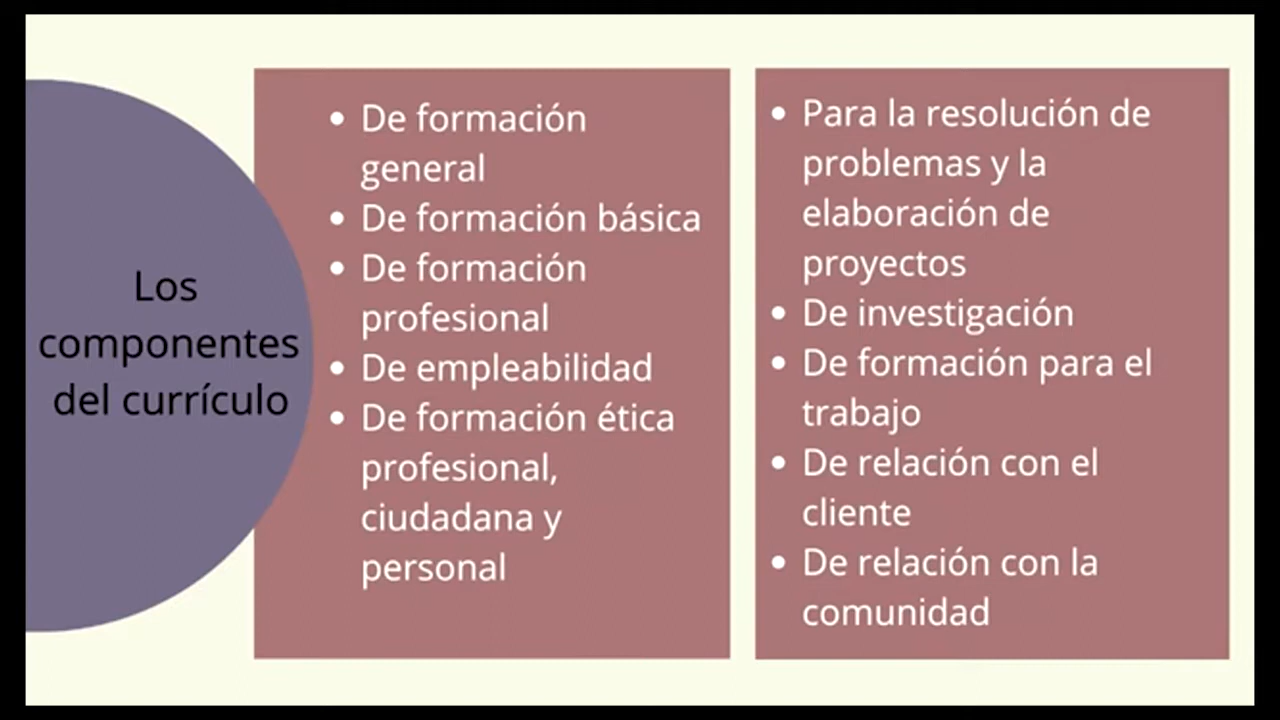 Los
componentes
del currículo
• De formación
general
• De formación básica
• De formación
profesional
• De empleabilidad
• De formación ética
profesional,
ciudadana y
personal
• Para la resolución de
problemas y la
elaboración de
proyectos
• De investigación
• De formación para el
trabajo
• De relación con el
cliente
• De relación con la
comunidad